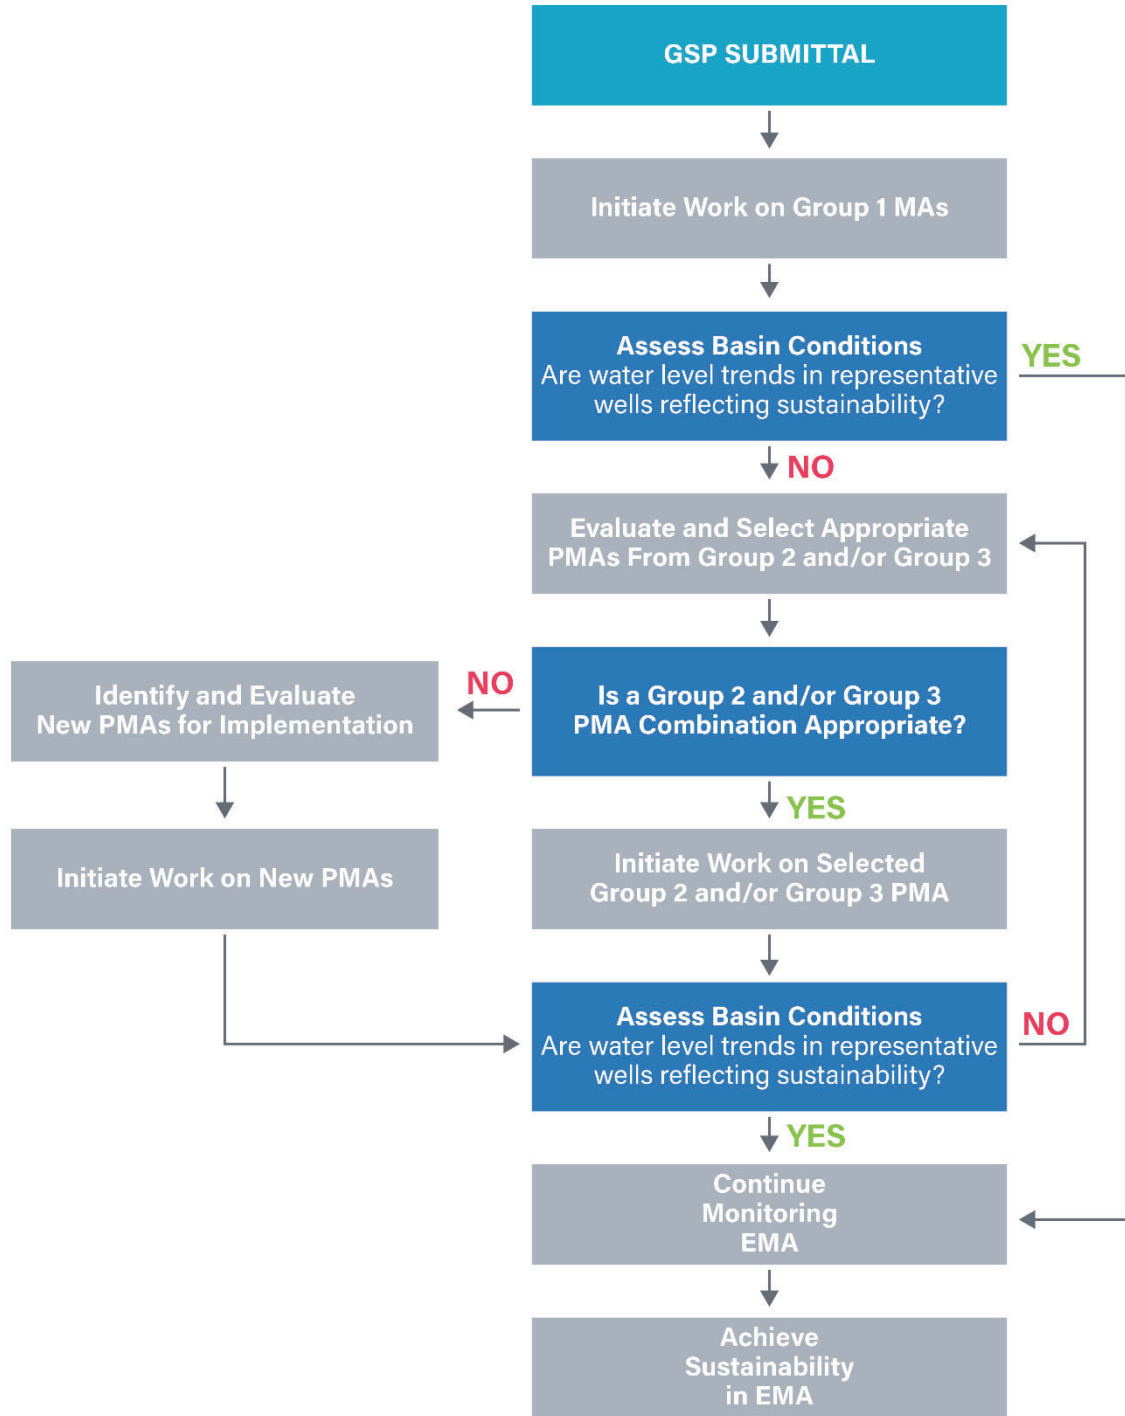 GSP SUBMITTAL
Initiate Work on Group 1 MAs
Assess Basin Conditions
Are water level trends in representative
wells reflecting sustainability?
YES
NO
Evaluate and Select Appropriate
PMAs From Group 2 and/or Group 3
Is a Group 2 and/or Group 3
PMA Combination Appropriate?
NO
Identify and Evaluate
New PMAs for Implementation
YES
Initiate Work on New PMAs
Initiate Work on Selected
Group 2 and/or Group 3 PMA
Assess Basin Conditions
Are water level trends in representative
wells reflecting sustainability?
NO
YES
Continue
Monitoring
EMA
Achieve
Sustainability
in EMA